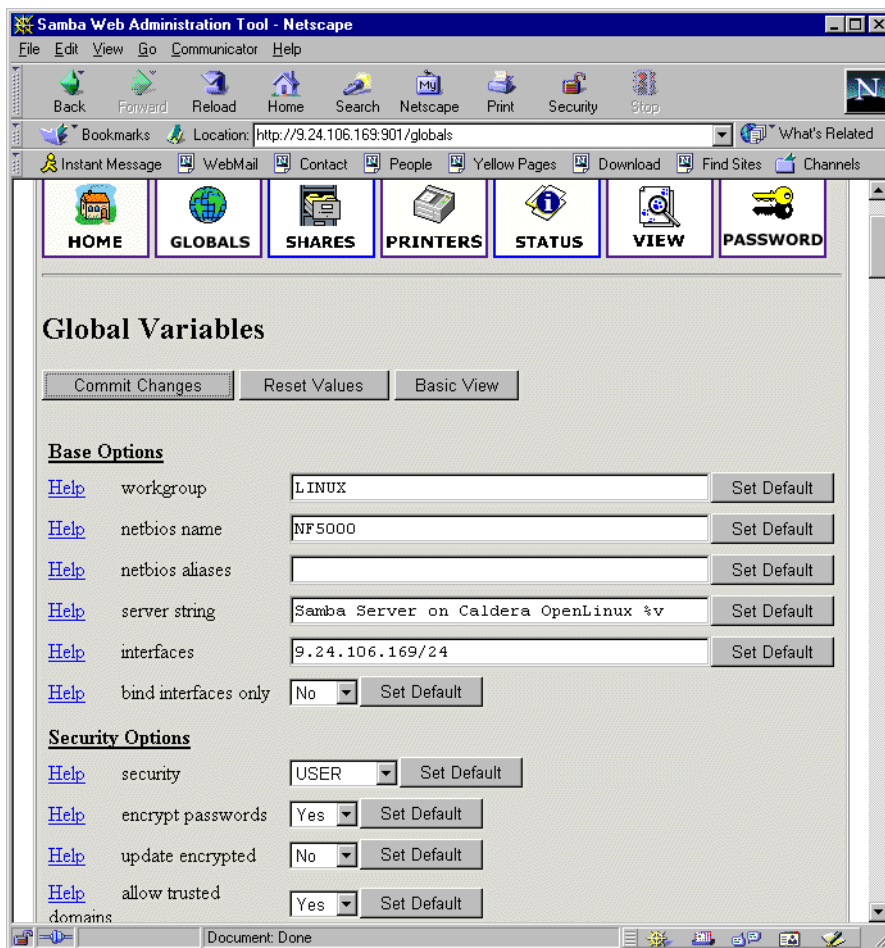 Samba Web Administration Tool - Netscape
File Edit View Go Communicator Help
My
Back Forward Reload Home Search Netscape Print Security Stop
N
Bookmarks Location: http://9.24.106.169:901/globals What's Related
Instant Message WebMail Contact People Yellow Pages Download Find Sites Channels
HOME GLOBALS SHARES PRINTERS STATUS VIEW PASSWORD
Global Variables
Commit Changes Reset Values Basic View
Base Options
Help workgroup LINUX Set Default
Help netbios name NF5000 Set Default
Help netbios aliases Set Default
Help server string Samba Server on Caldera OpenLinux %v Set Default
Help interfaces 9.24.106.169/24 Set Default
Help bind interfaces only No Set Default
Security Options
Help security USER Set Default
Help encrypt passwords Yes Set Default
Help update encrypted No Set Default
Help allow trusted Yes Set Default
domains
Document: Done